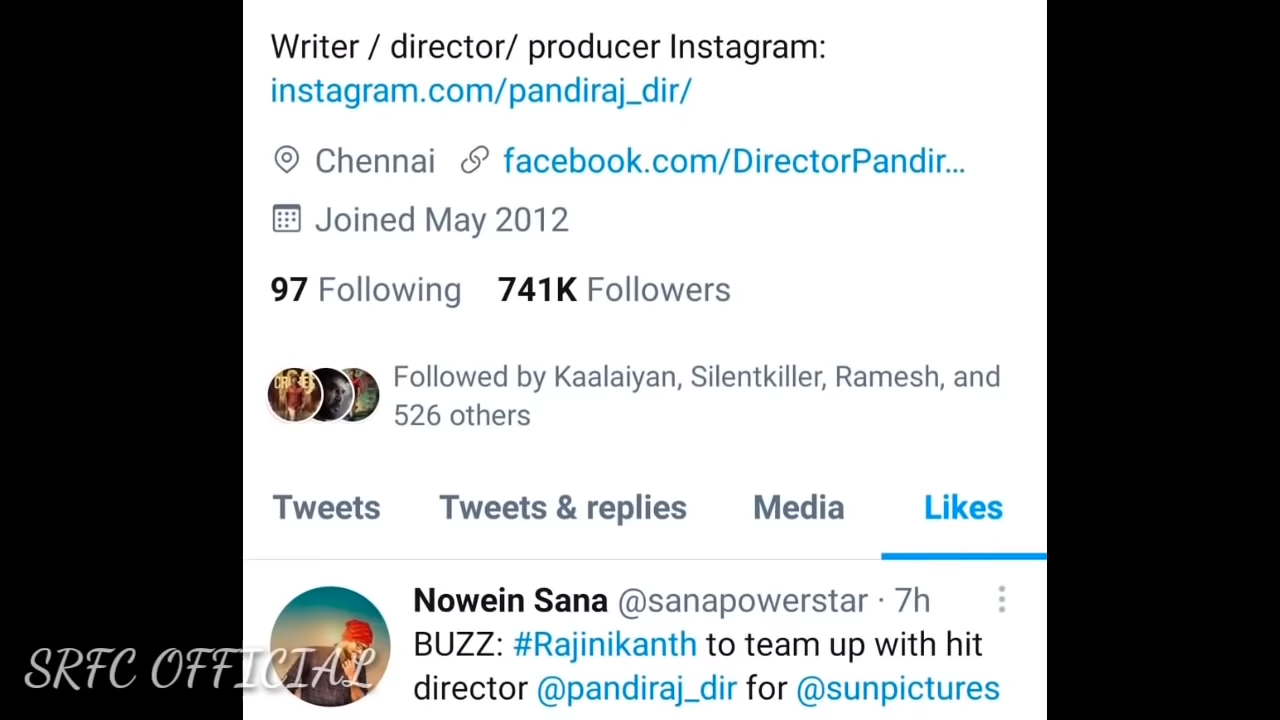 Writer / director/ producer Instagram:
instagram.com/pandiraj_dir/
Chennai facebook.com/DirectorPandir...
Joined May 2012
97 Following 741K Followers
Followed by Kaalaiyan, Silentkiller, Ramesh, and
526 others
Tweets Tweets & replies Media Likes
Nowein Sana @sanapowerstar · 7h
BUZZ: #Rajinikanth to team up with hit
director @pandiraj_dir for @sunpictures
SRFC OFFICIAL